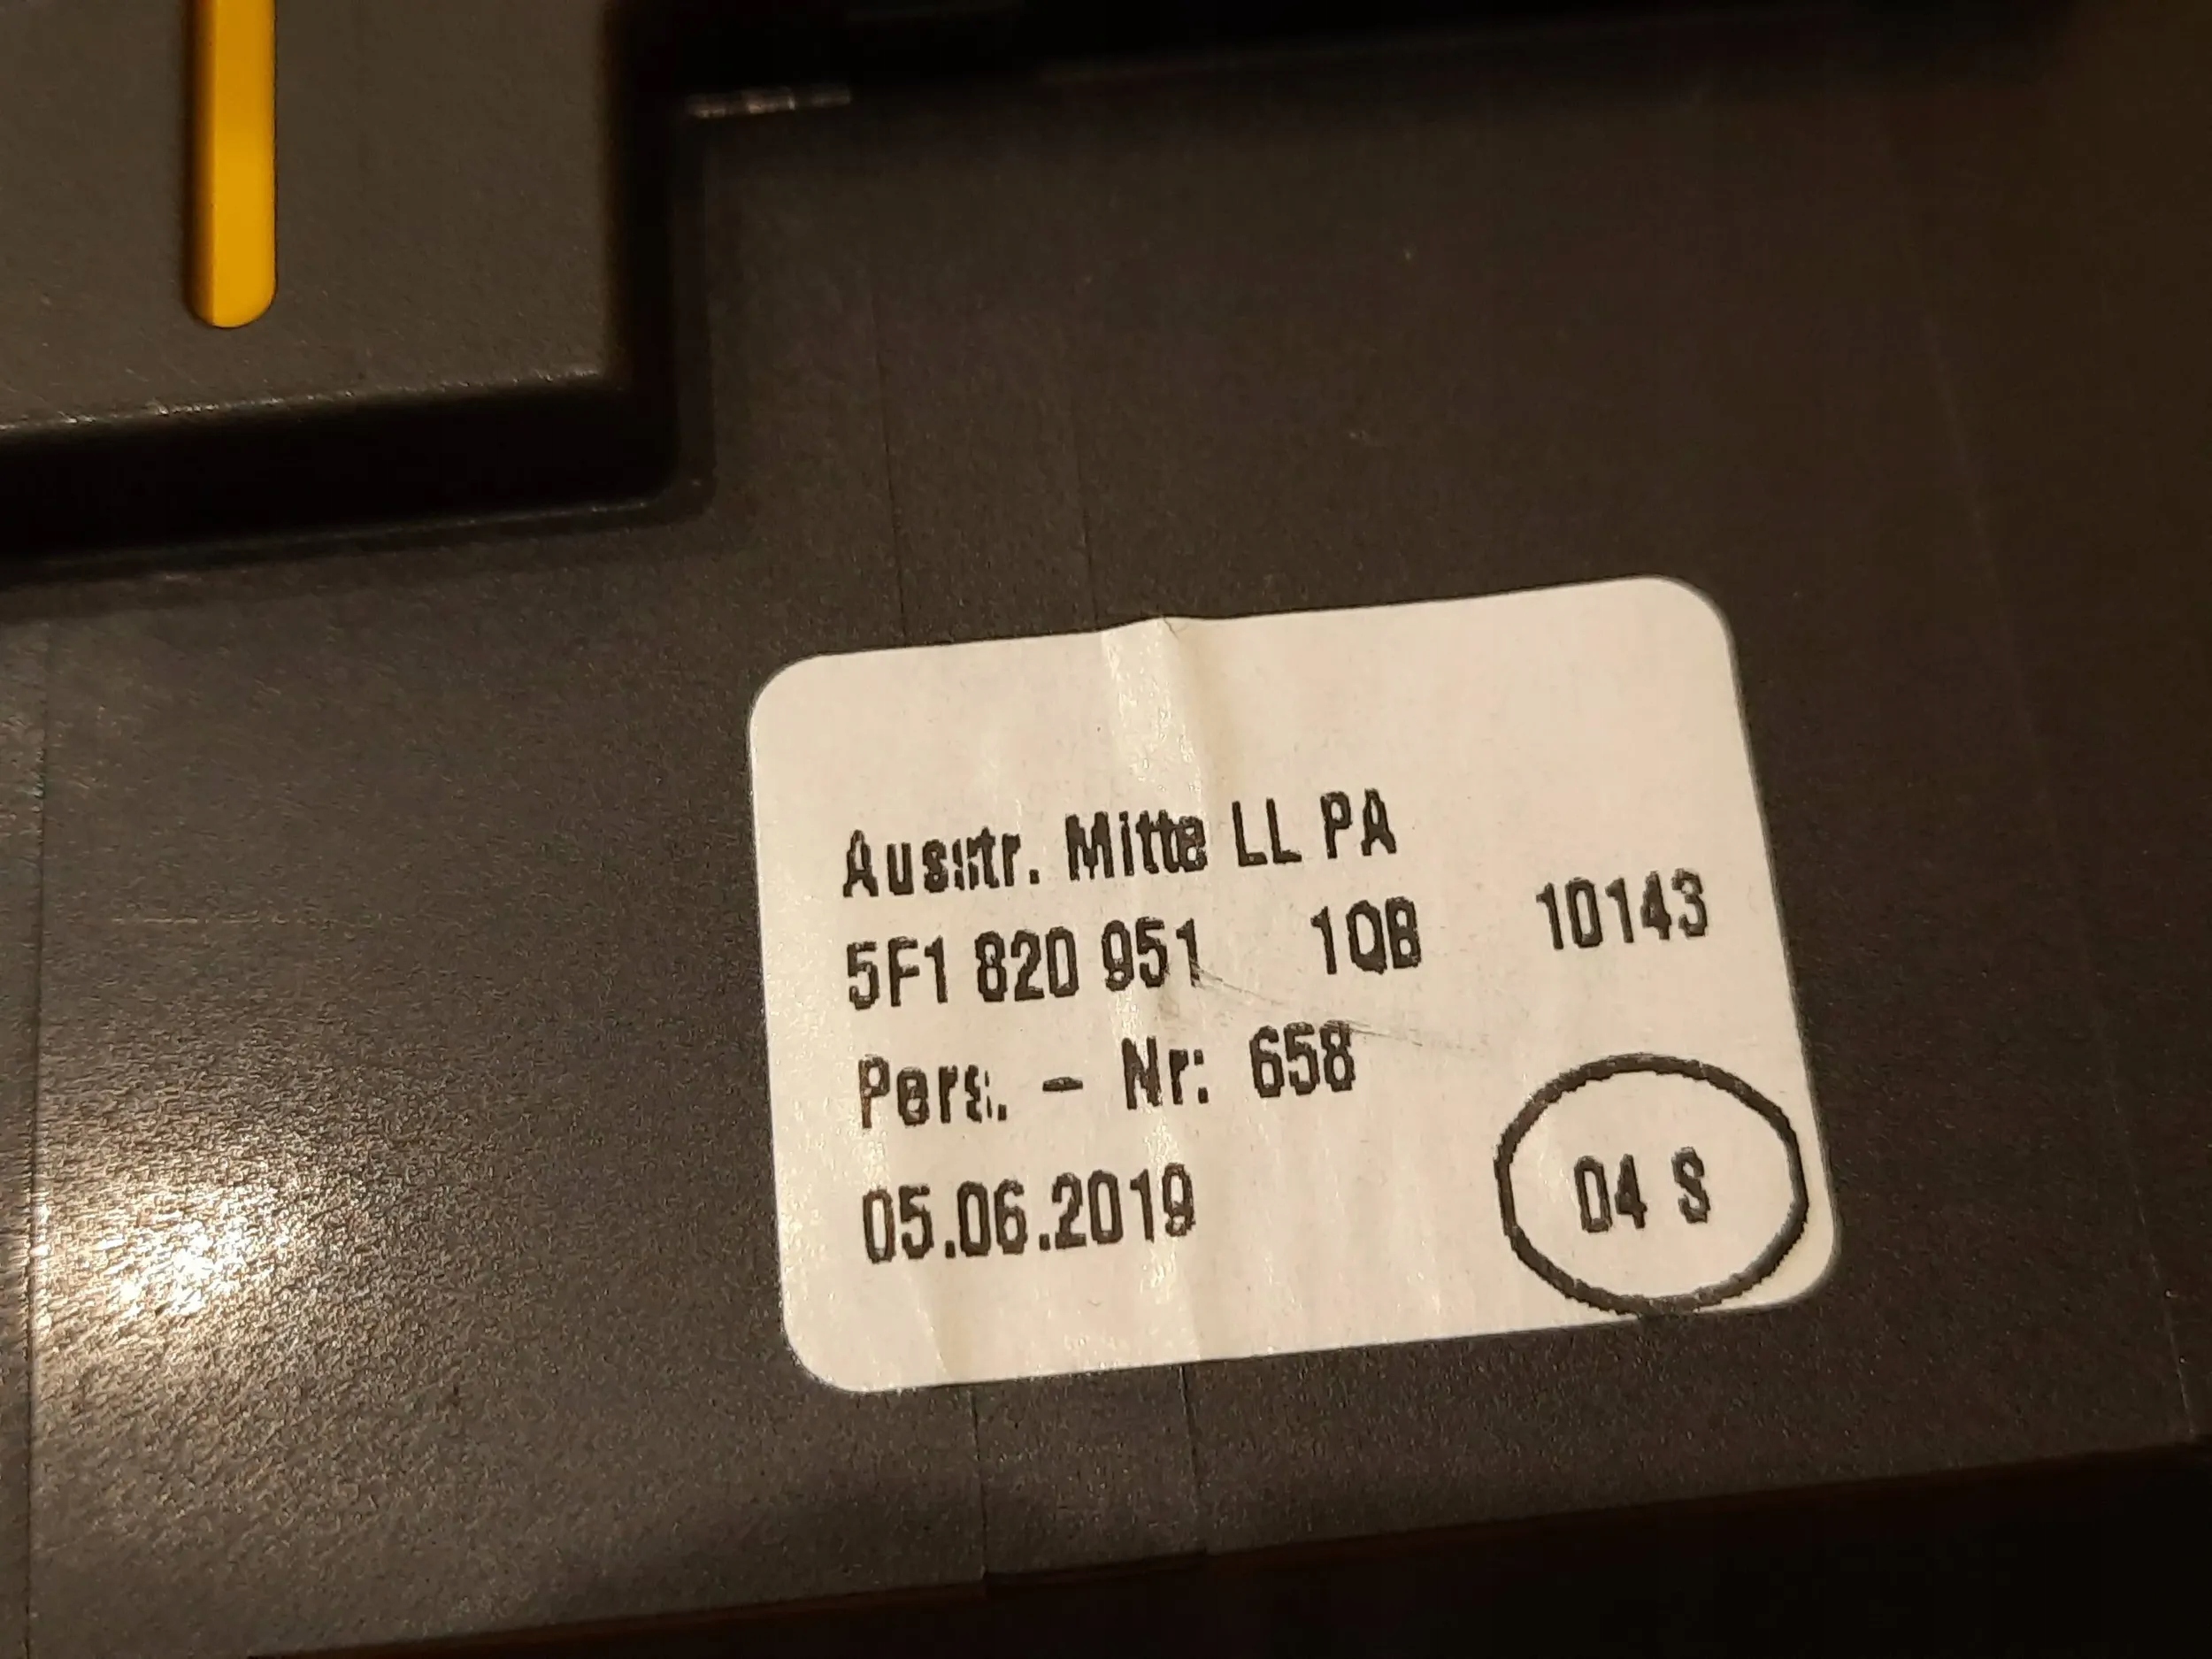 Ausstr. Mitte LL PA
5F1 820 951 1QB 10143
Pers. - Nr: 658
05.06.2019
04 S